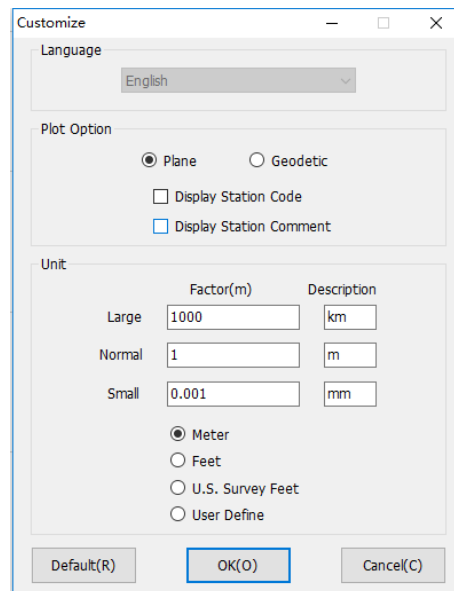 Customize
Language
English
Plot Option
Plane Geodetic
Display Station Code
Display Station Comment
Unit
Factor(m) Description
Large 1000 km
Normal 1 m
Small 0.001 mm
Meter
Feet
U.S. Survey Feet
User Define
Default(R) OK(O) Cancel(C)